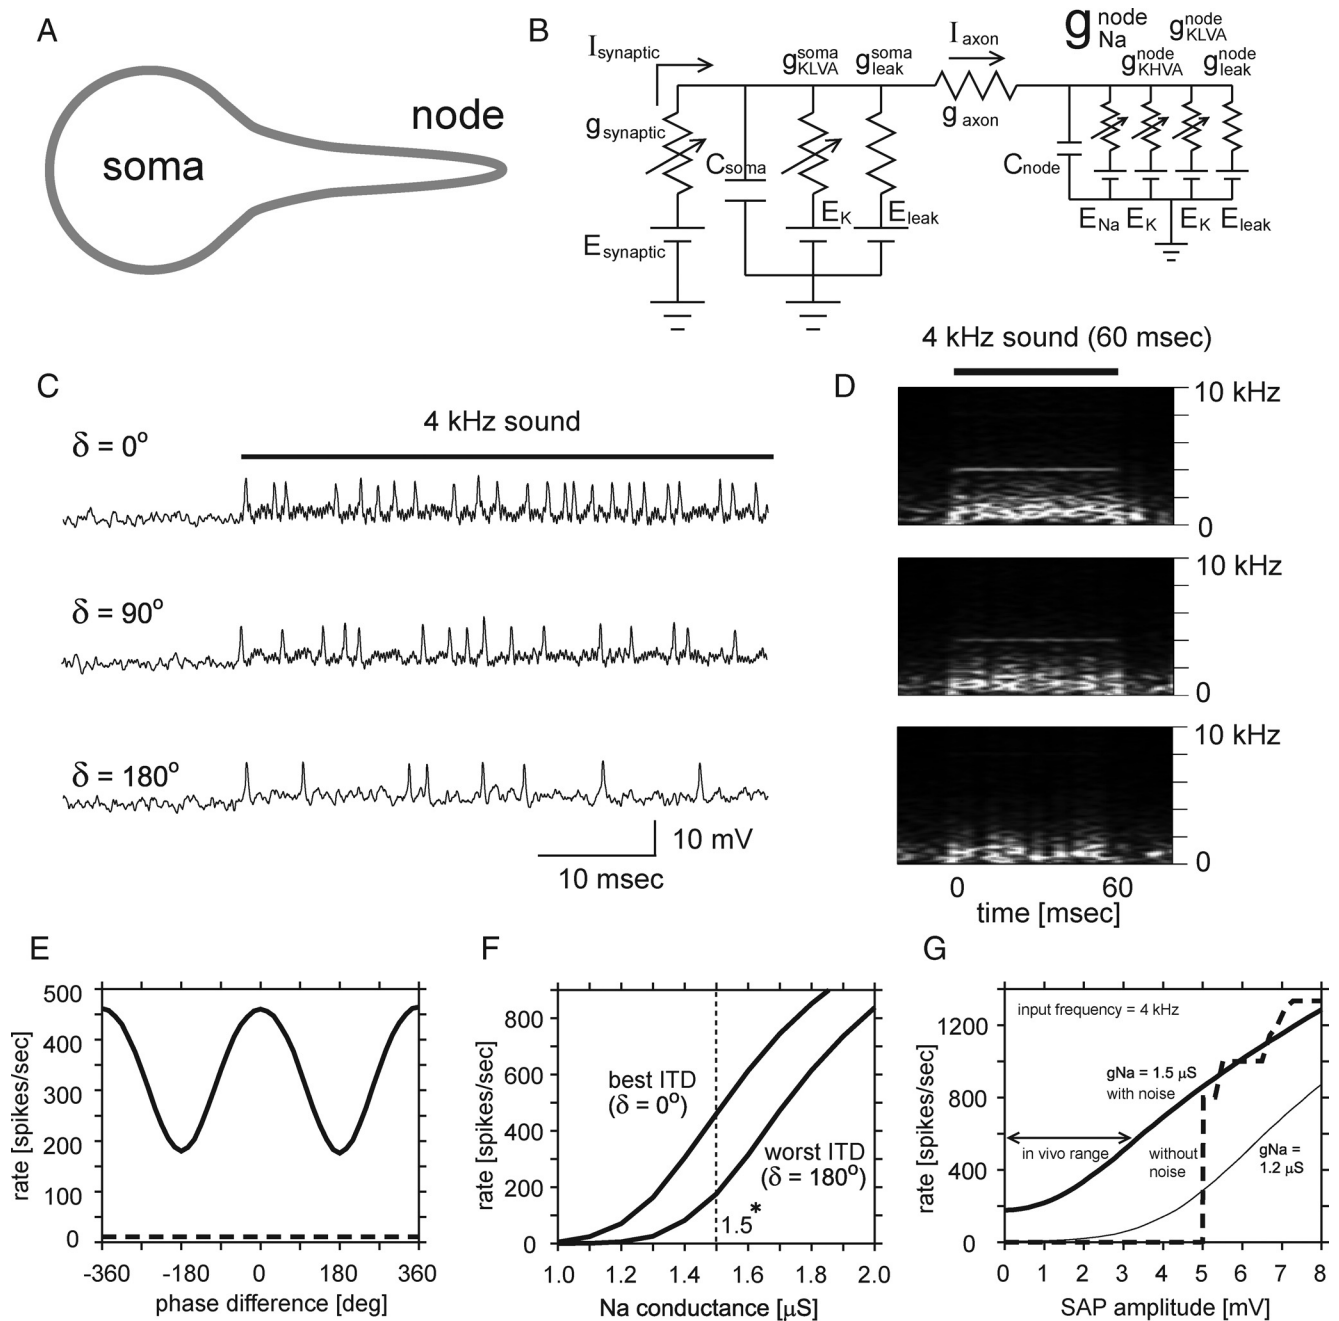 A
soma
node
B
I synaptic
g synaptic
E synaptic
C soma
g soma KLVA
g soma leak
E K
E leak
I axon
g axon
C node
g node Na
g node KHVA
g node KLVA
g node leak
E Na
E K
E K
E leak
C
4 kHz sound
δ = 0°
δ = 90°
δ = 180°
10 mV
10 msec
D
4 kHz sound (60 msec)
10 kHz
0
10 kHz
0
10 kHz
0
0 60
time [msec]
E
rate [spikes/sec]
500
400
300
200
100
0
-360 -180 0 180 360
phase difference [deg]
F
rate [spikes/sec]
800
600
400
200
0
best ITD
(δ = 0°)
worst ITD
(δ = 180°)
1.5*
1.0 1.2 1.4 1.6 1.8 2.0
Na conductance [μS]
G
rate [spikes/sec]
1200
800
400
0
input frequency = 4 kHz
gNa = 1.5 μS
with noise
in vivo range
without
noise
gNa =
1.2 μS
0 1 2 3 4 5 6 7 8
SAP amplitude [mV]